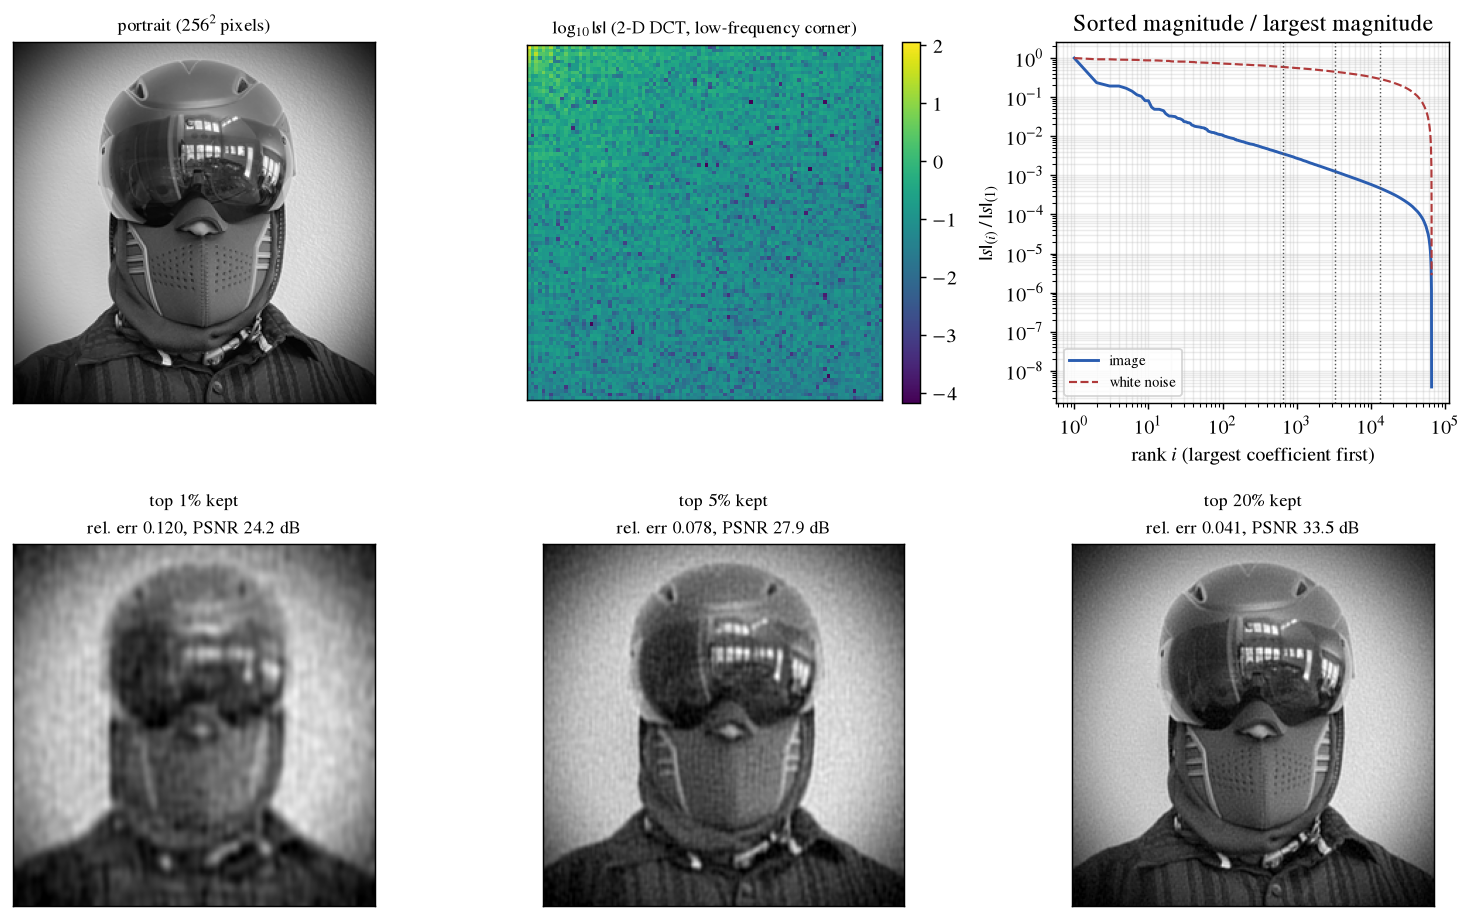 portrait (256² pixels)
log₁₀|s| (2-D DCT, low-frequency corner)
2
1
0
−1
−2
−3
−4
Sorted magnitude / largest magnitude
|s|₍ᵢ₎ / |s|₍₁₎
10⁰
10⁻¹
10⁻²
10⁻³
10⁻⁴
10⁻⁵
10⁻⁶
10⁻⁷
10⁻⁸
image
white noise
10⁰ 10¹ 10² 10³ 10⁴ 10⁵
rank i (largest coefficient first)
top 1% kept
rel. err 0.120, PSNR 24.2 dB
top 5% kept
rel. err 0.078, PSNR 27.9 dB
top 20% kept
rel. err 0.041, PSNR 33.5 dB